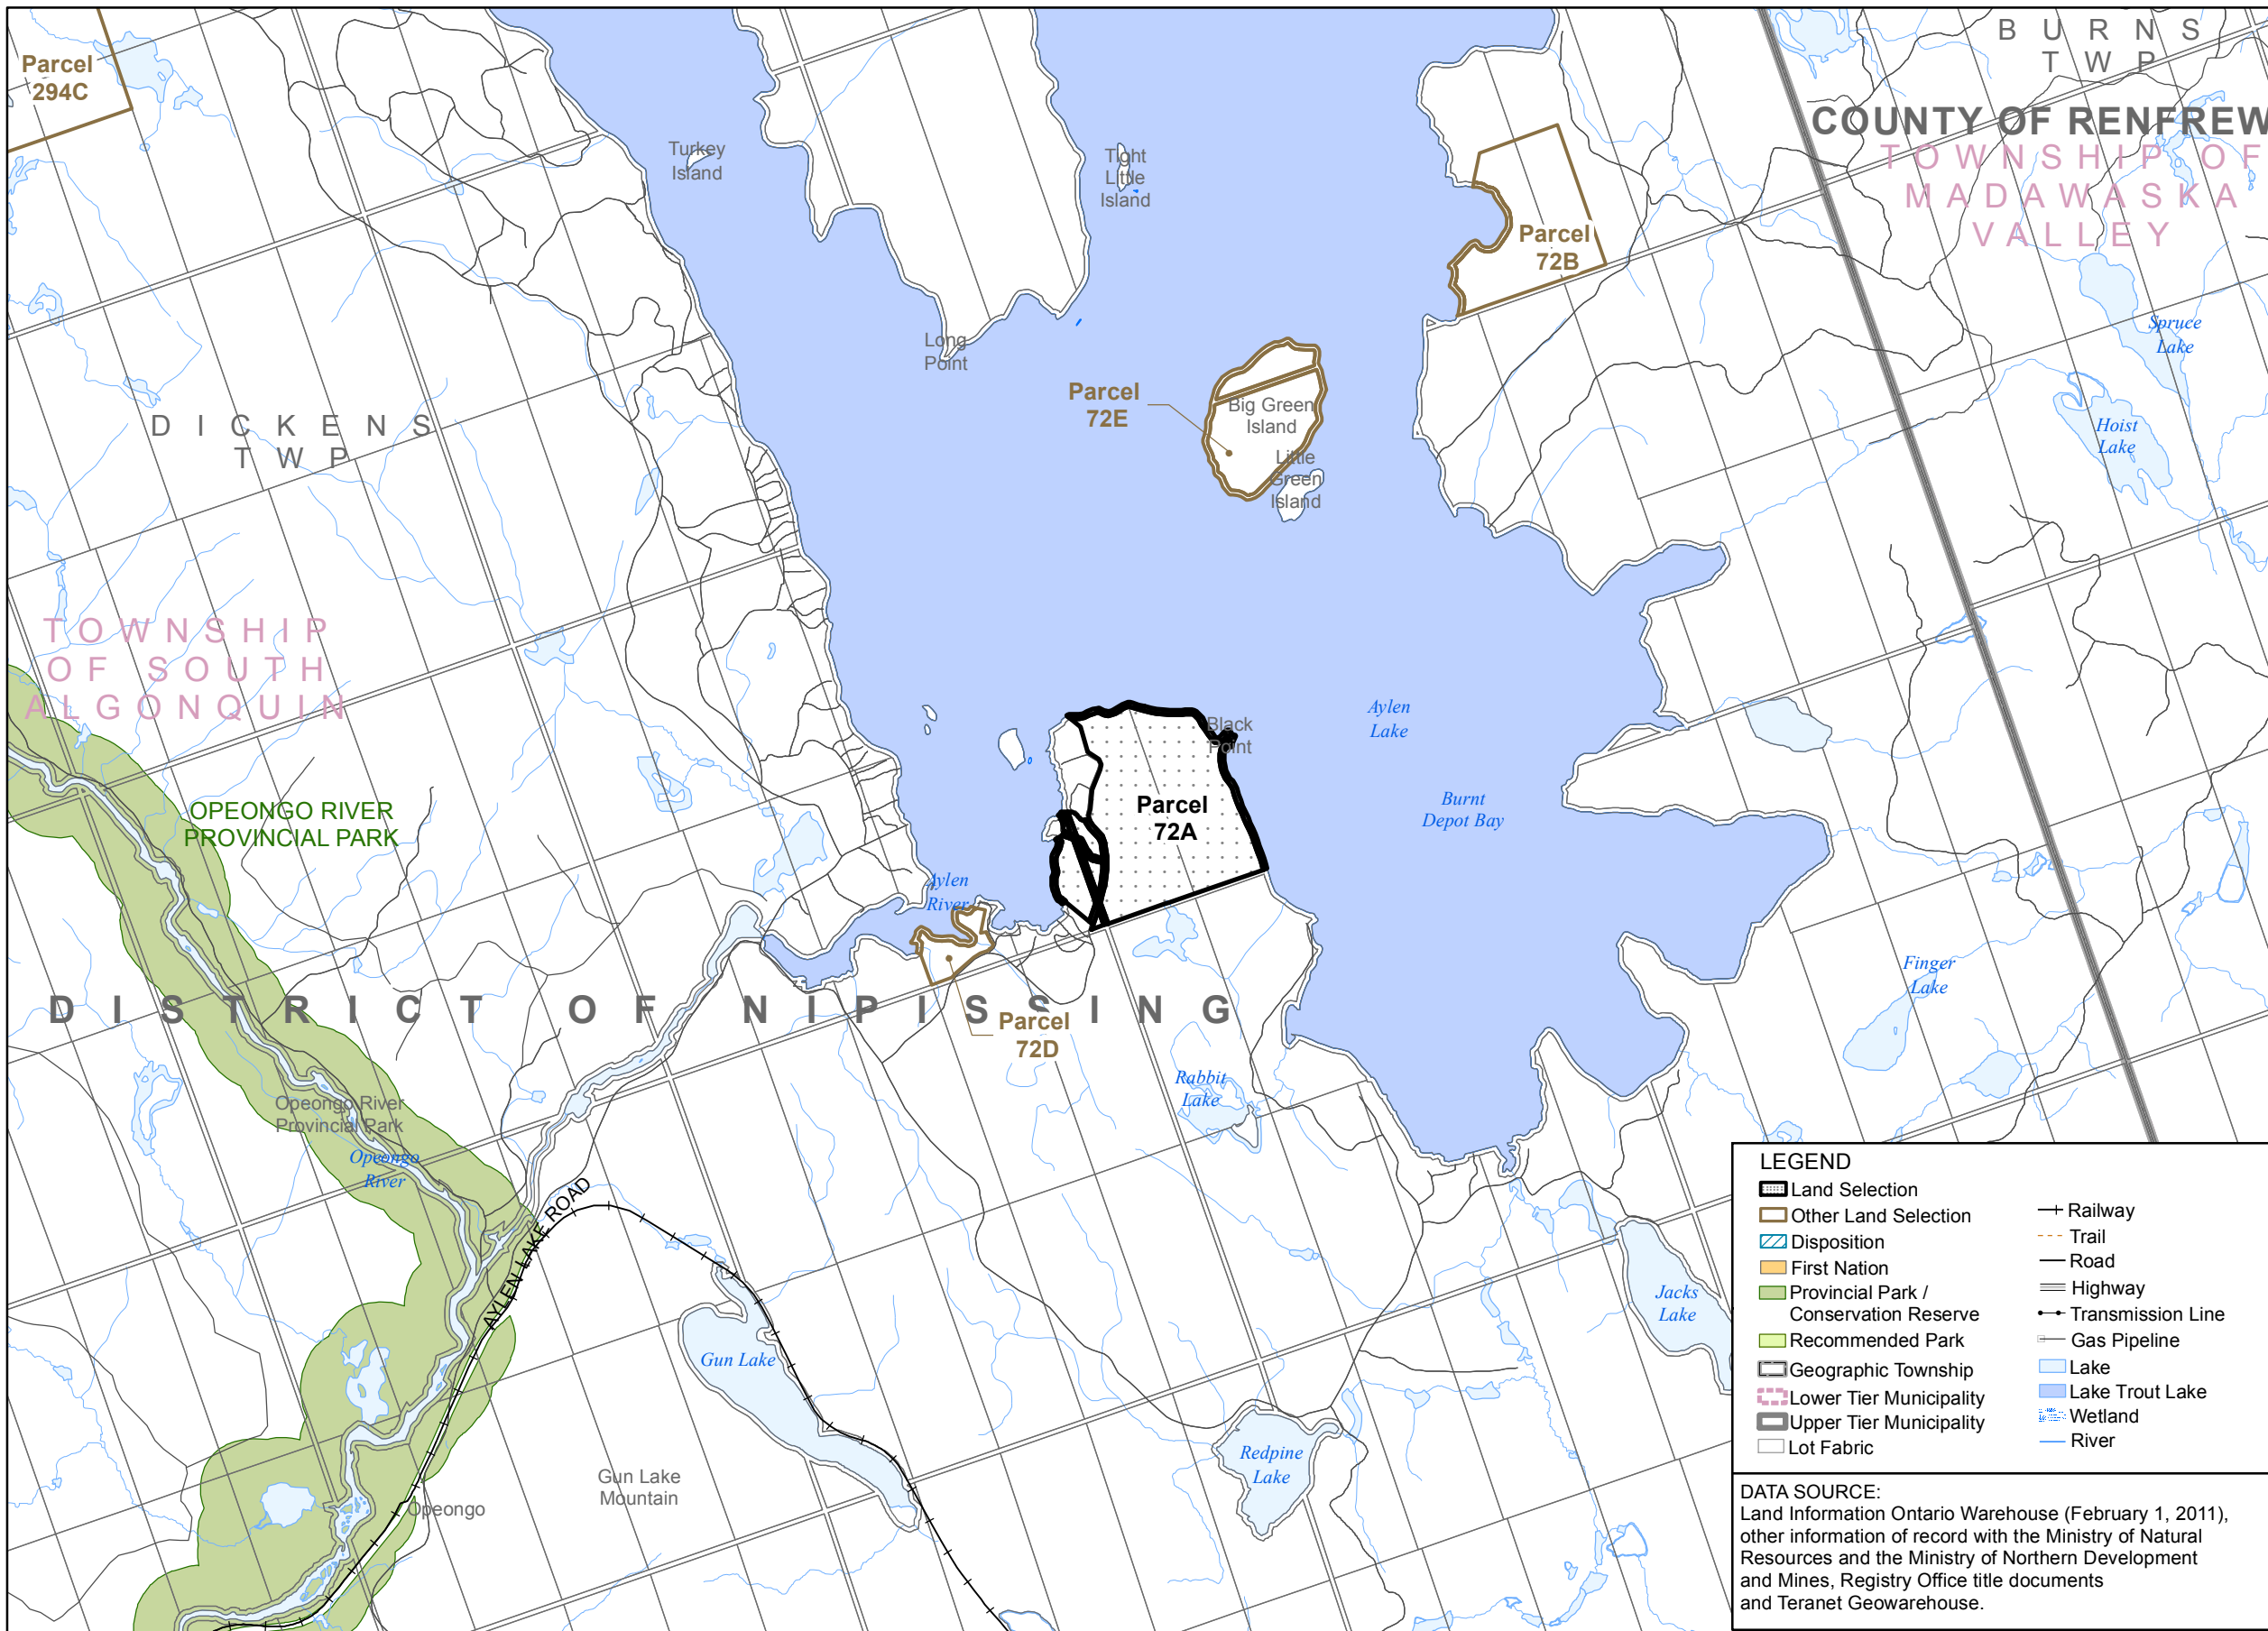 BURNS
TWP
Parcel
294C
COUNTY OF RENFREW
TOWNSHIP OF
MADAWASKA
VALLEY
Turkey
Island
Tight
Little
Island
Parcel
72B
Long
Point
Spruce
Lake
Parcel
72E
Big Green
Island
DICKENS
TWP
Hoist
Lake
Little
Green
Island
TOWNSHIP
OF SOUTH
ALGONQUIN
Black
Point
Aylen
Lake
OPEONGO RIVER
PROVINCIAL PARK
Parcel
72A
Burnt
Depot Bay
Aylen
River
Finger
Lake
DISTRICT OF NIPISSING
Parcel
72D
Rabbit
Lake
Opeongo River
Provincial Park
Opeongo
River
AYLEN LAKE ROAD
Jacks
Lake
Gun Lake
Redpine
Lake
Gun Lake
Mountain
Opeongo
LEGEND
Land Selection
Other Land Selection
Disposition
First Nation
Provincial Park /
Conservation Reserve
Recommended Park
Geographic Township
Lower Tier Municipality
Upper Tier Municipality
Lot Fabric
Railway
Trail
Road
Highway
Transmission Line
Gas Pipeline
Lake
Lake Trout Lake
Wetland
River
DATA SOURCE:
Land Information Ontario Warehouse (February 1, 2011),
other information of record with the Ministry of Natural
Resources and the Ministry of Northern Development
and Mines, Registry Office title documents
and Teranet Geowarehouse.